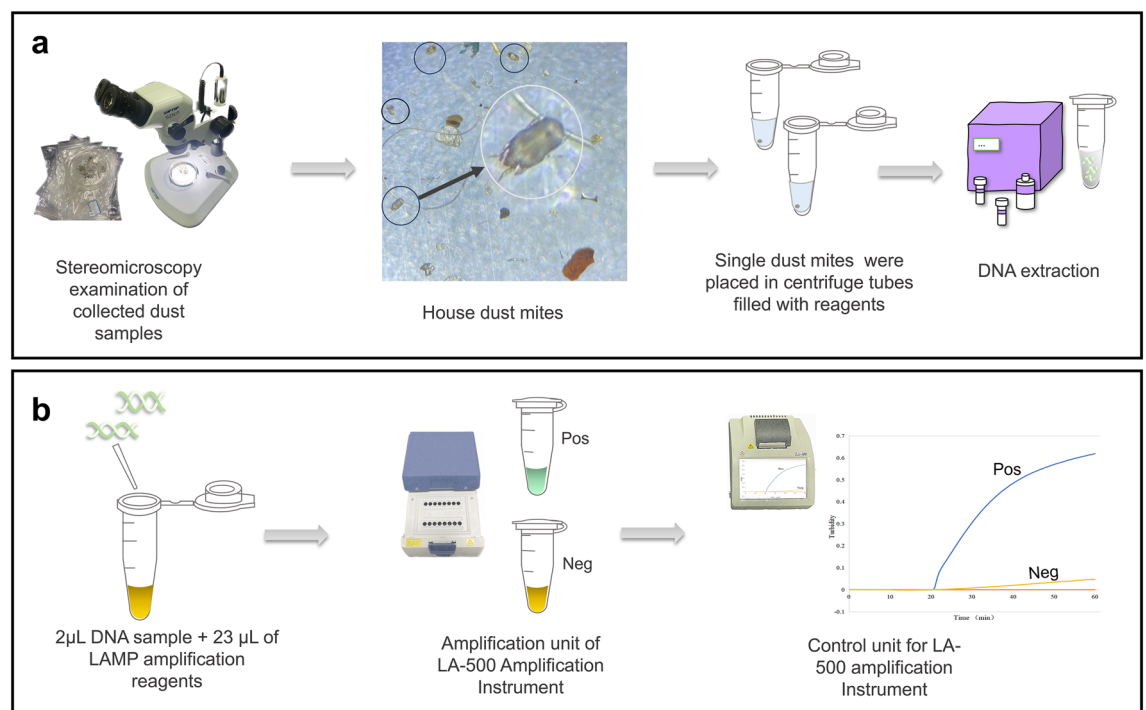 a
Stereomicroscopy
examination of
collected dust
samples
House dust mites
Single dust mites were
placed in centrifuge tubes
filled with reagents
...
DNA extraction
b
2µL DNA sample + 23 µL of
LAMP amplification
reagents
Pos
Neg
Amplification unit of
LA-500 Amplification
Instrument
Pos
Neg
0.7
0.6
0.5
0.4
0.3
0.2
0.1
0
-0.1
Turbidity
Pos
Neg
0 10 20 30 40 50 60
Time (min)
Control unit for LA-
500 amplification
Instrument